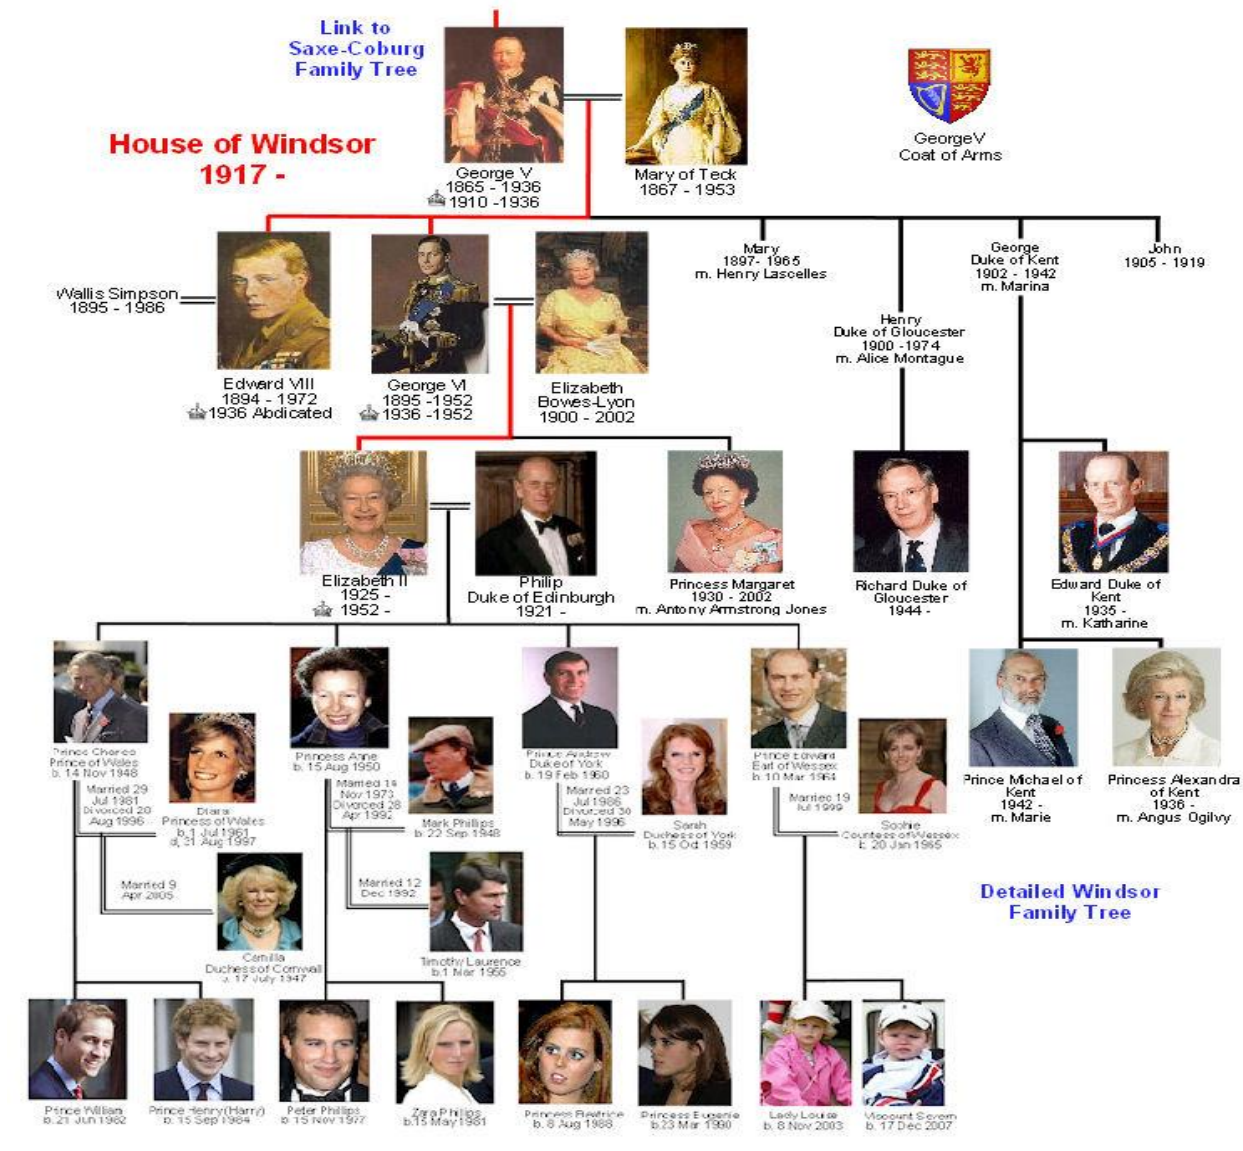 Link to
Saxe-Coburg
Family Tree
House of Windsor
1917 -
George V
1865 - 1936
1910 -1936
Mary of Teck
1867 - 1953
GeorgeV
Coat of Arms
Wallis Simpson
1895 - 1986
Edward VIII
1894 - 1972
1936 Abdicated
George VI
1895 -1952
1936 -1952
Elizabeth
Bowes-Lyon
1900 - 2002
Mary
1897- 1965
m. Henry Lascelles
Henry
Duke of Gloucester
1900 -1974
m. Alice Montague
George
Duke of Kent
1902 - 1942
m. Marina
John
1905 - 1919
Elizabeth II
1925 -
1952 -
Philip
Duke of Edinburgh
1921 -
Princess Margaret
1930 - 2002
m. Antony Armstrong Jones
Richard Duke of
Gloucester
1944 -
Edward Duke of
Kent
1935 -
m. Katharine
Prince Charles
Prince of Wales
b. 14 Nov 1948
Married 29
Jul 1981
Divorced 28
Aug 1996
Diana
Princess of Wales
b.1 Jul 1961
d, 31 Aug 1997
Married 9
Apr 2005
Camilla
Duchess of Cornwall
b. 17 July 1947
Princess Anne
b. 15 Aug 1950
Married 14
Nov 1973
Divorced 28
Apr 1992
Mark Phillips
b. 22 Sep 1948
Married 12
Dec 1992
Timothy Laurence
b.1 Mar 1955
Prince Andrew
Duke of York
b. 19 Feb 1960
Married 23
Jul 1986
Divorced 30
May 1996
Sarah
Duchess of York
b. 15 Oct 1959
Prince Edward
Earl of Wessex
b. 10 Mar 1964
Married 19
Jul 1999
Sophie
Countess of Wessex
b. 20 Jan 1965
Prince Michael of
Kent
1942 -
m. Marie
Princess Alexandra
of Kent
1936 -
m. Angus Ogilvy
Detailed Windsor
Family Tree
Prince William
b.21 Jun 1982
Prince Henry (Harry)
b. 15 Sep 1984
Peter Phillips
b. 15 Nov 1977
Zara Phillips
b.15 May 1981
Princess Beatrice
b. 8 Aug 1988
Princess Eugenie
b.23 Mar 1990
Lady Louise
b. 8 Nov 2003
Viscount Severn
b. 17 Dec 2007